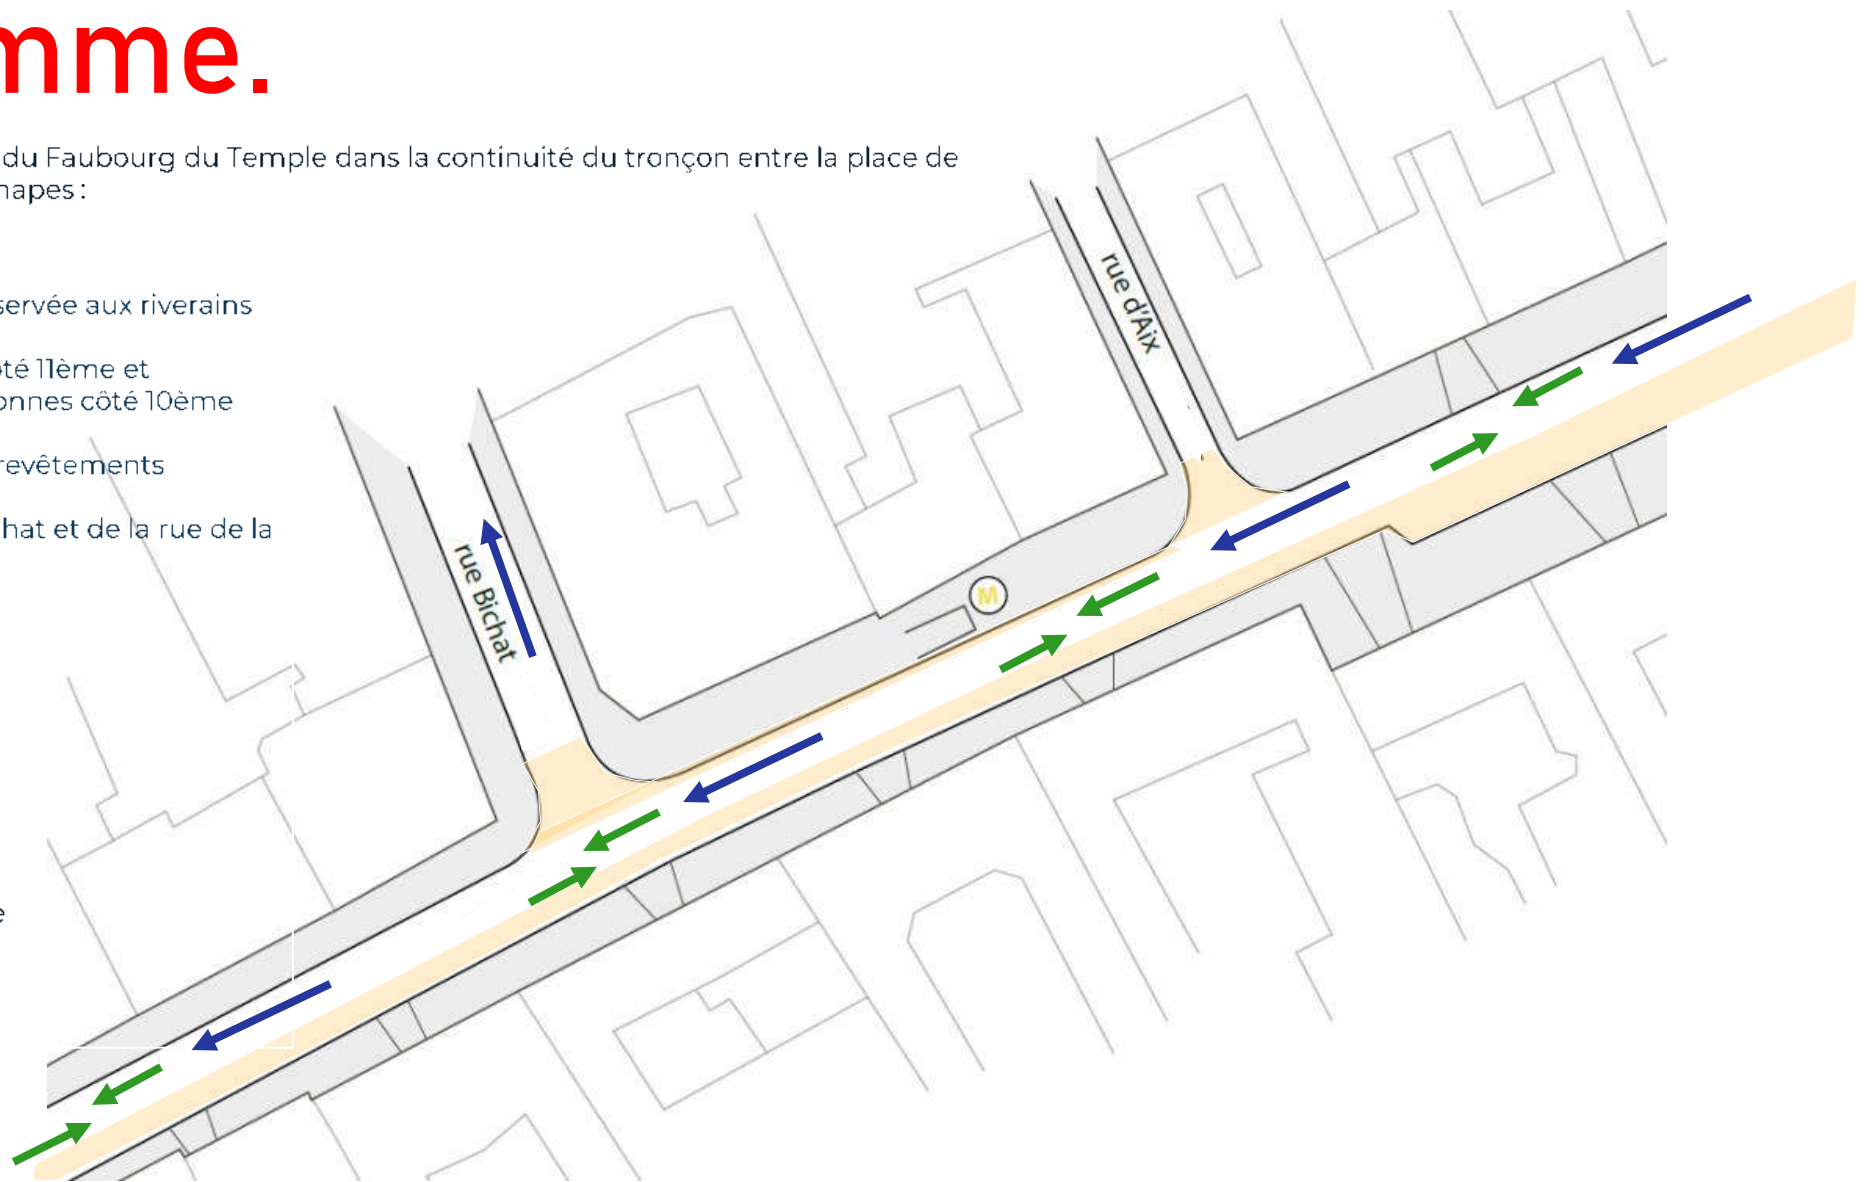 mme.
du Faubourg du Temple dans la continuité du tronçon entre la place de
hapes :
servée aux riverains
ôté 11ème et
onnes côté 10ème
revêtements
hat et de la rue de la
e
rue d'Aix
rue Bichat
M